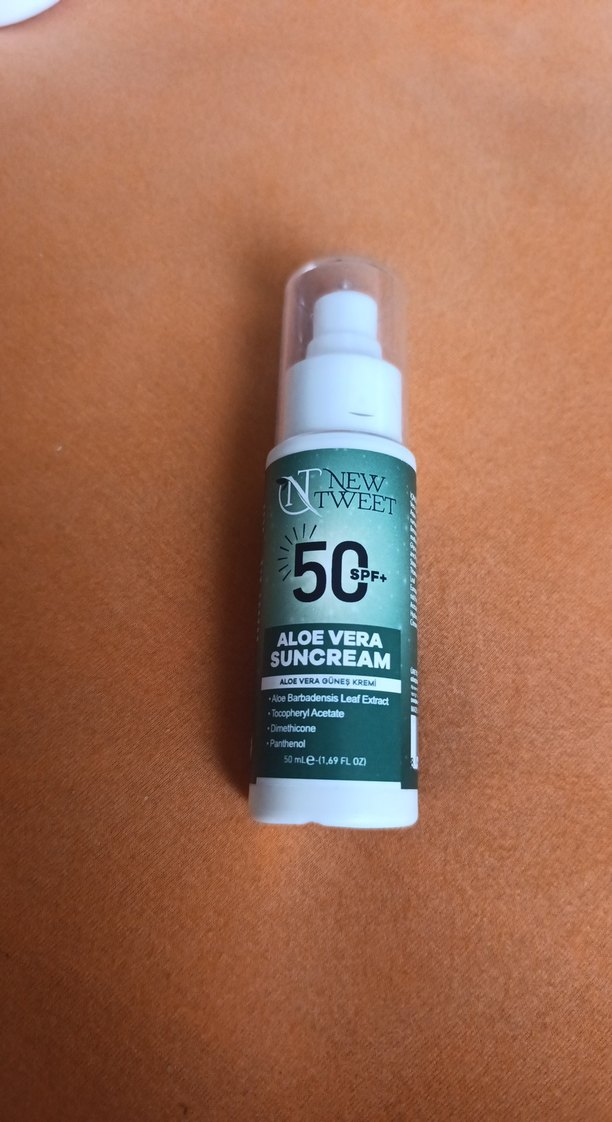 NT NEW
TWEET
50 SPF+
ALOE VERA
SUNCREAM
ALOE VERA GÜNEŞ KREMİ
• Aloe Barbadensis Leaf Extract
• Tocopheryl Acetate
• Dimethicone
• Panthenol
50 mL e-(1,69 FL OZ)